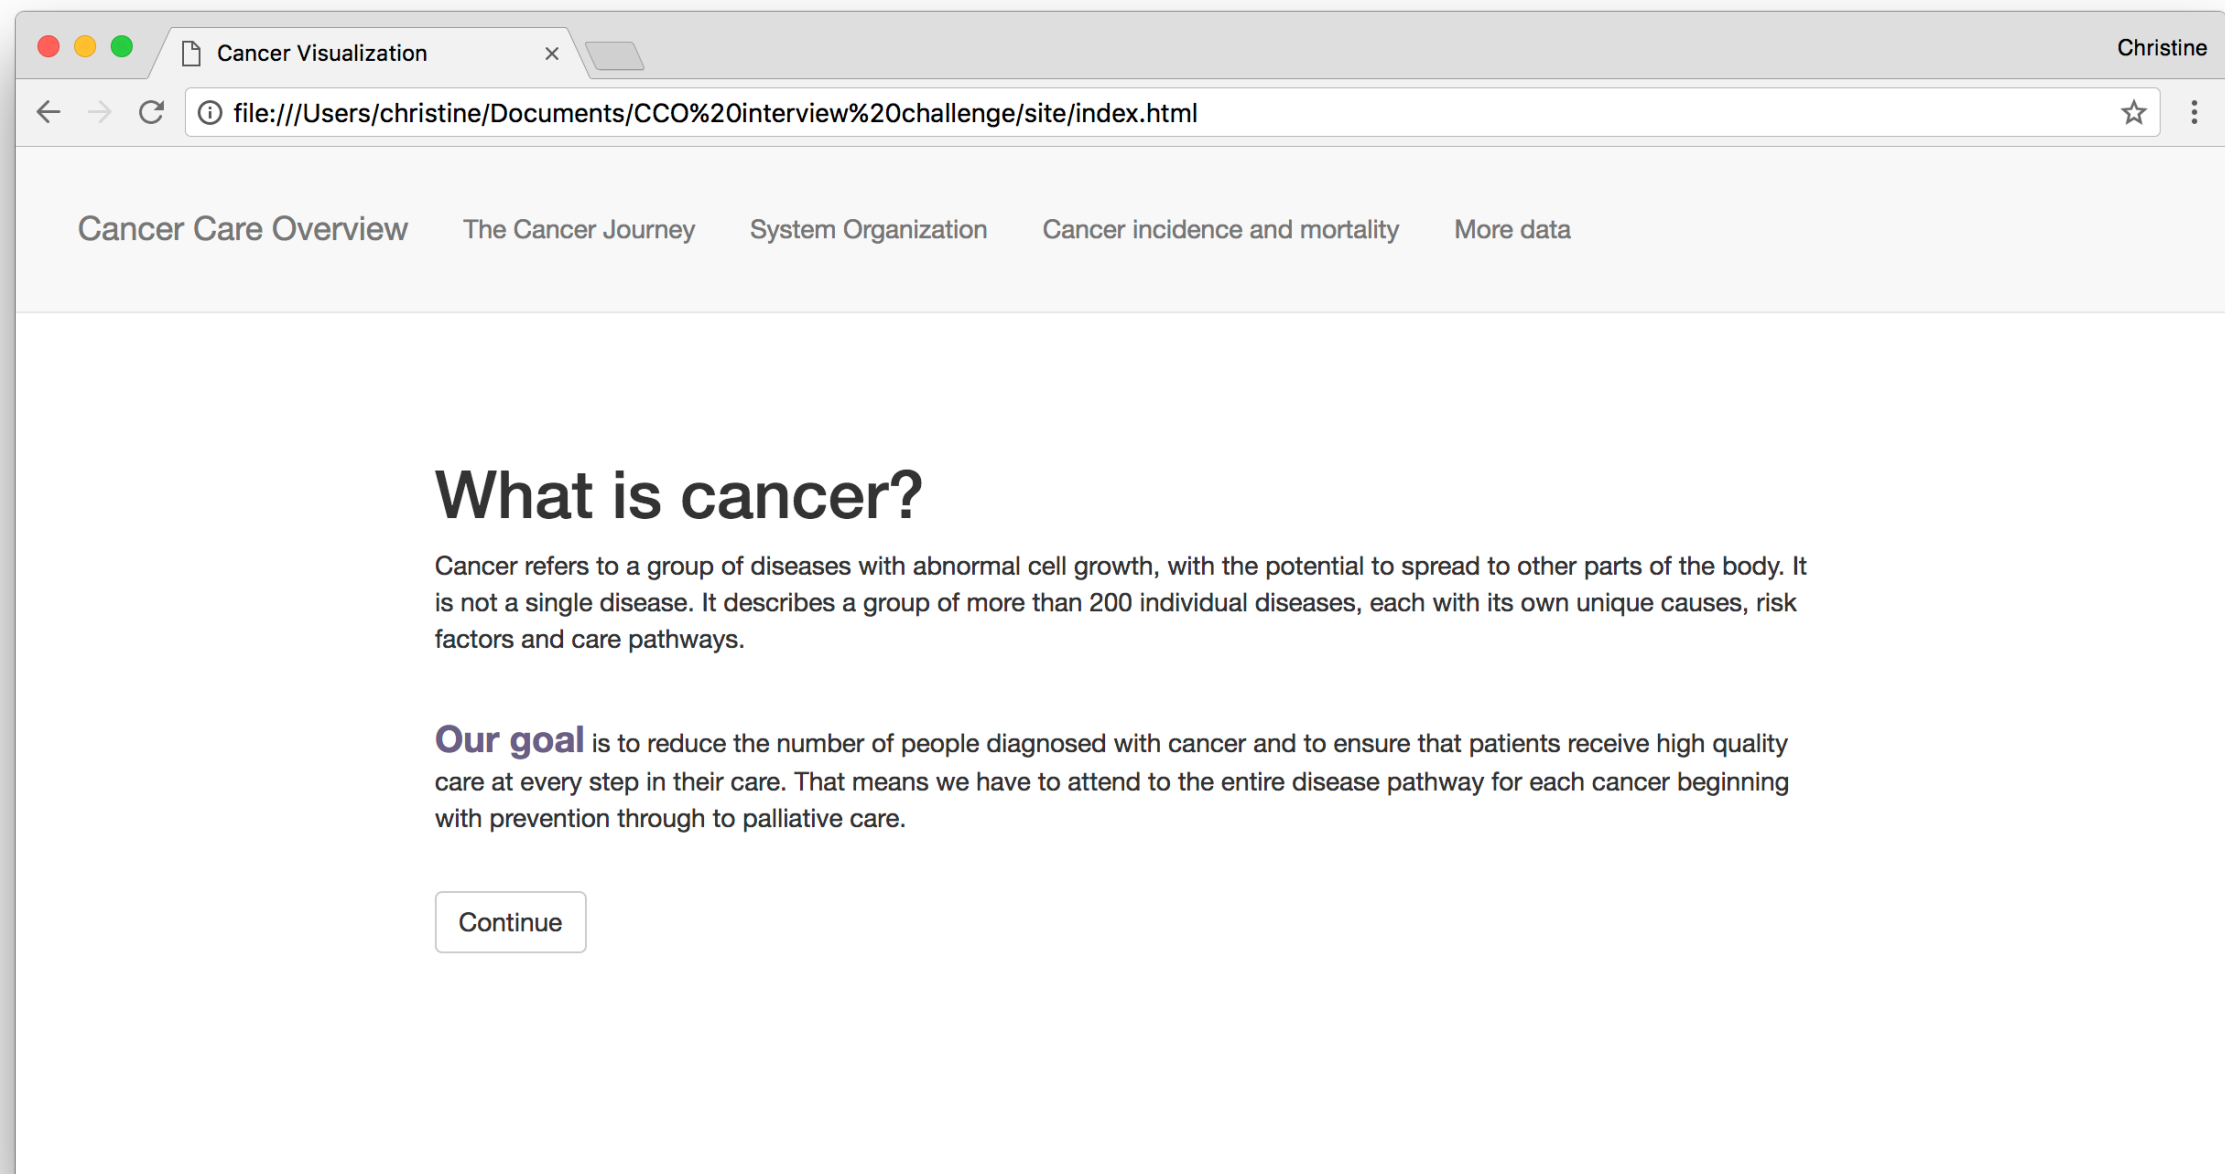 Cancer Visualization
Christine
file:///Users/christine/Documents/CCO%20interview%20challenge/site/index.html
Cancer Care Overview The Cancer Journey System Organization Cancer incidence and mortality More data
What is cancer?
Cancer refers to a group of diseases with abnormal cell growth, with the potential to spread to other parts of the body. It
is not a single disease. It describes a group of more than 200 individual diseases, each with its own unique causes, risk
factors and care pathways.
Our goal is to reduce the number of people diagnosed with cancer and to ensure that patients receive high quality
care at every step in their care. That means we have to attend to the entire disease pathway for each cancer beginning
with prevention through to palliative care.
Continue